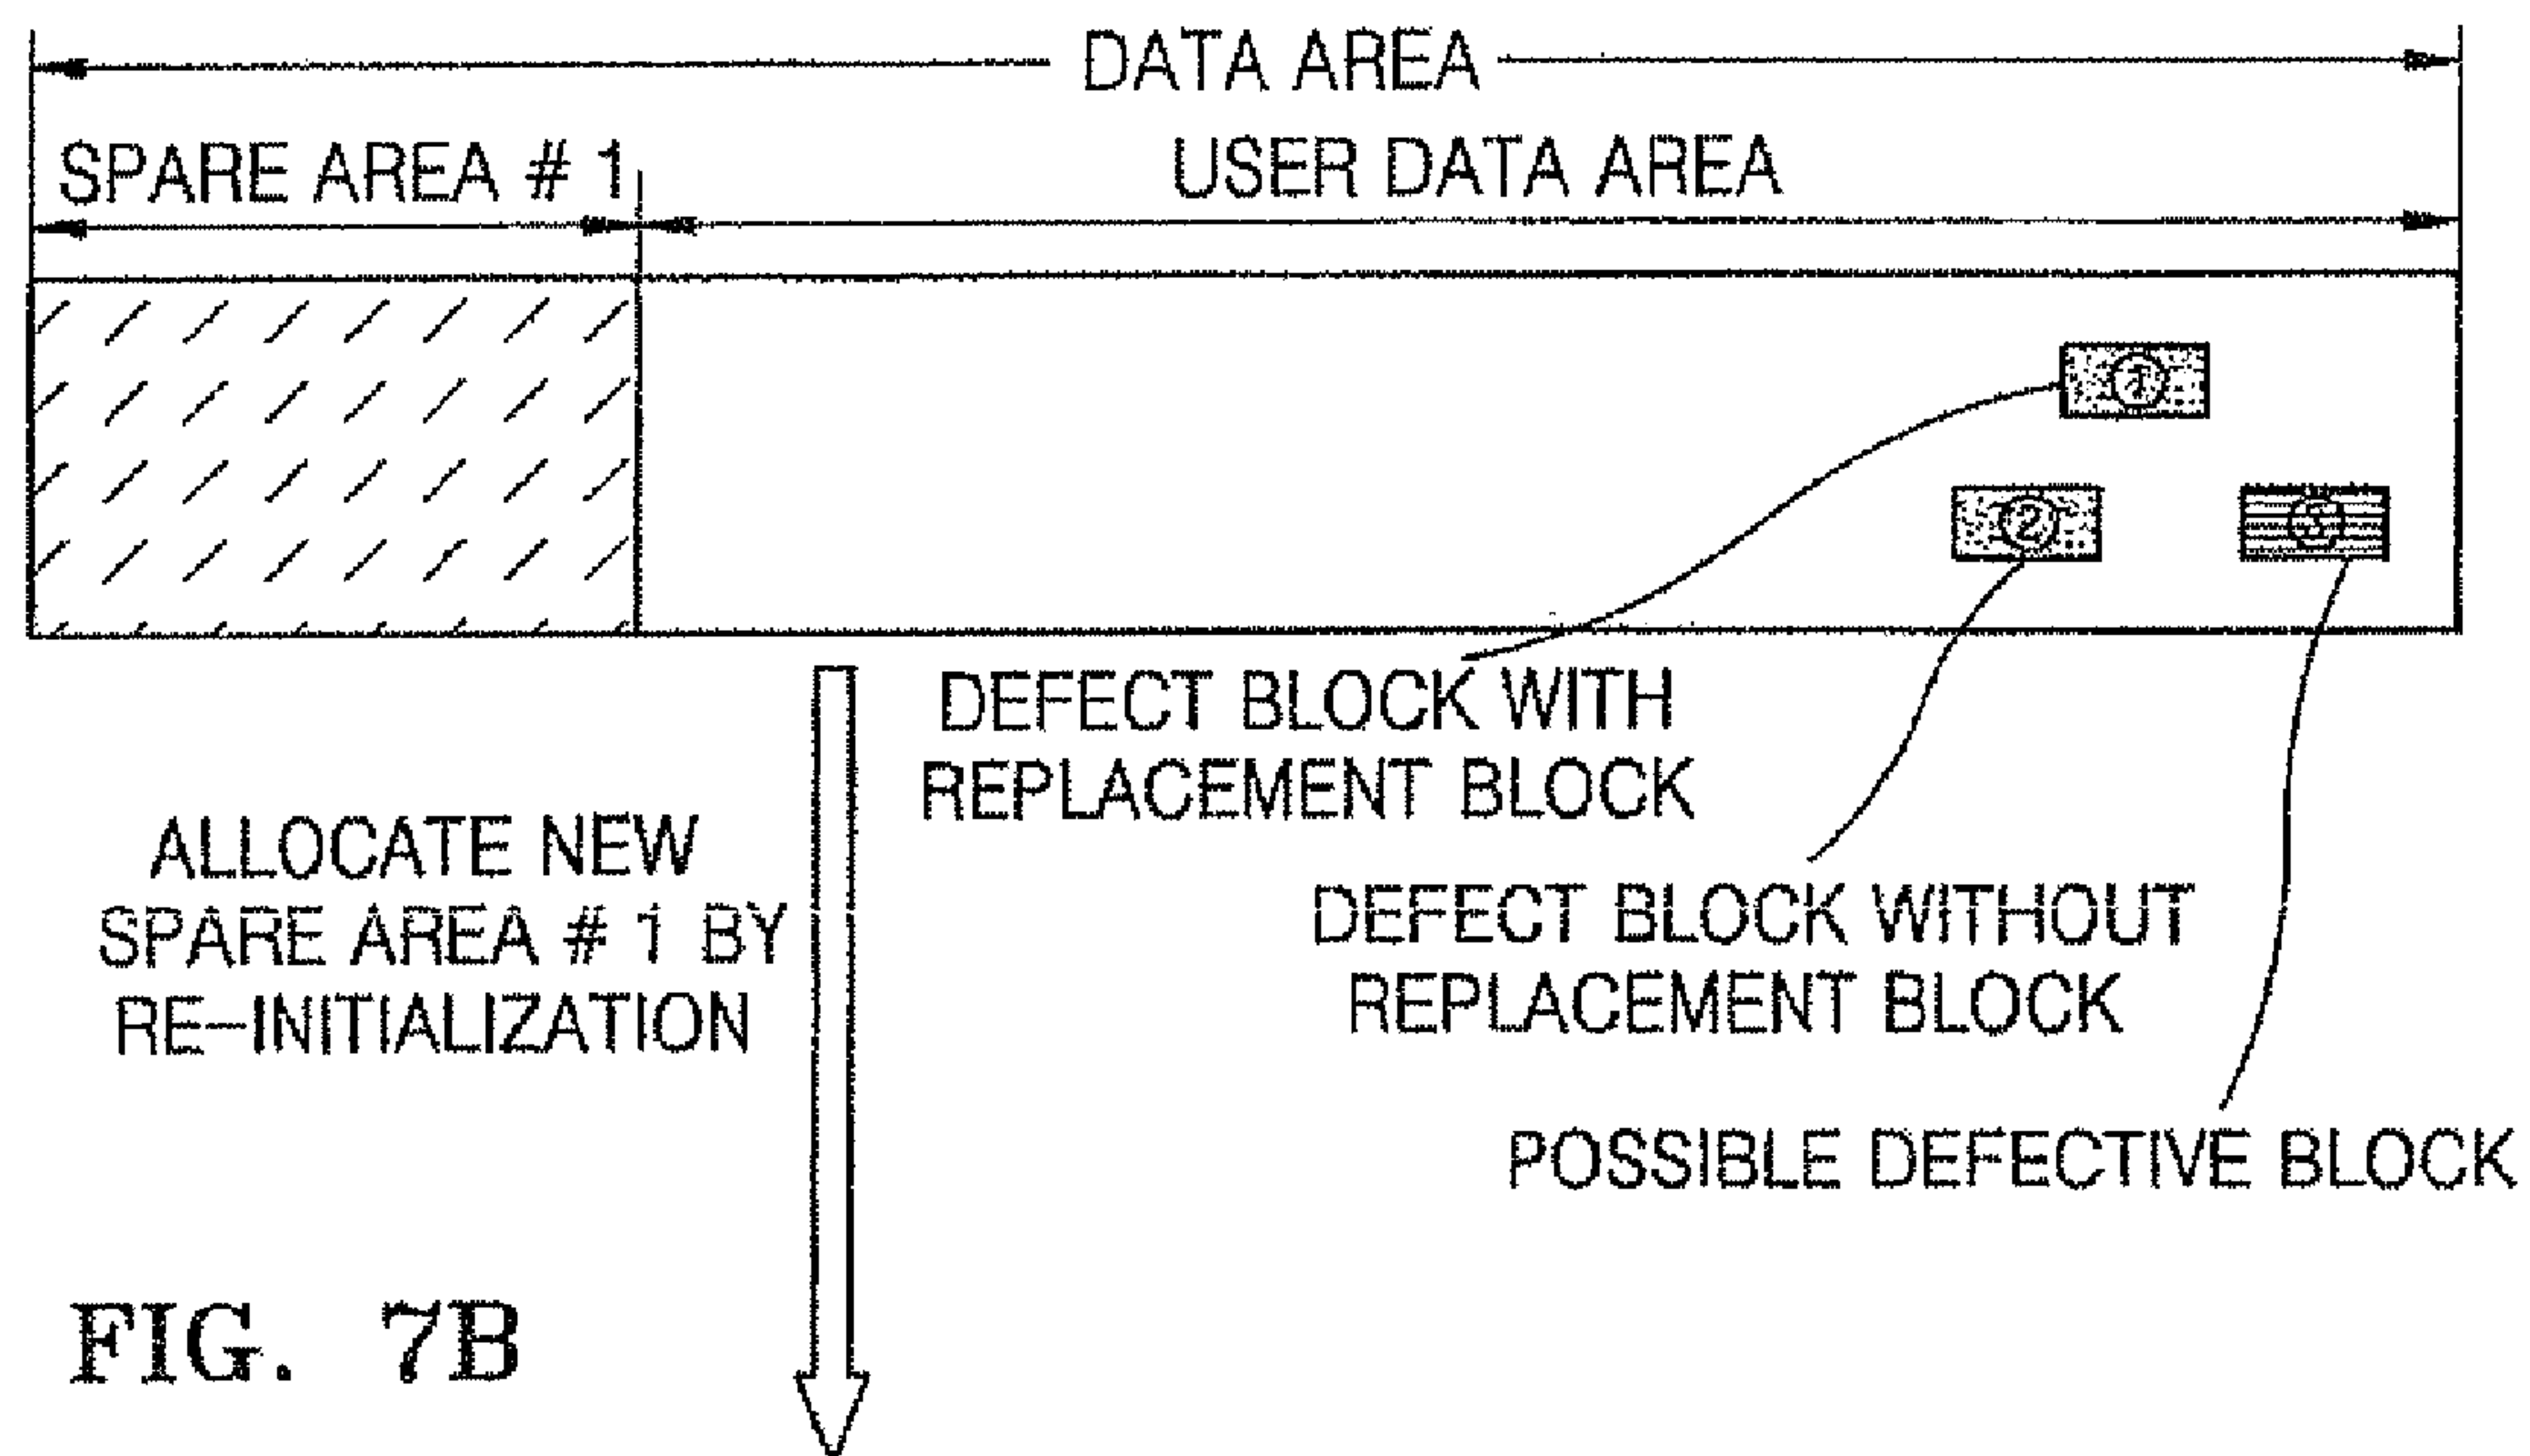 DATA AREA
SPARE AREA # 1
USER DATA AREA
①
②
DEFECT BLOCK WITH
REPLACEMENT BLOCK
ALLOCATE NEW
SPARE AREA # 1 BY
RE-INITIALIZATION
DEFECT BLOCK WITHOUT
REPLACEMENT BLOCK
POSSIBLE DEFECTIVE BLOCK
FIG. 7B